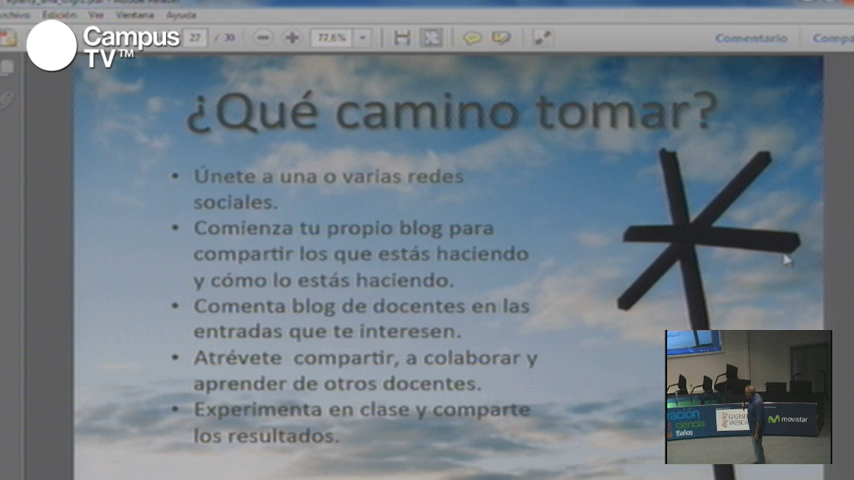 Archivo Edición Ver Ventana Ayuda
27 / 30 77,6% Comentario
Campus
TV™
¿Qué camino tomar?
• Únete a una o varias redes
sociales.
• Comienza tu propio blog para
compartir los que estás haciendo
y cómo lo estás haciendo.
• Comenta blog de docentes en las
entradas que te interesen.
• Atrévete compartir, a colaborar y
aprender de otros docentes.
• Experimenta en clase y comparte
los resultados.
movistar